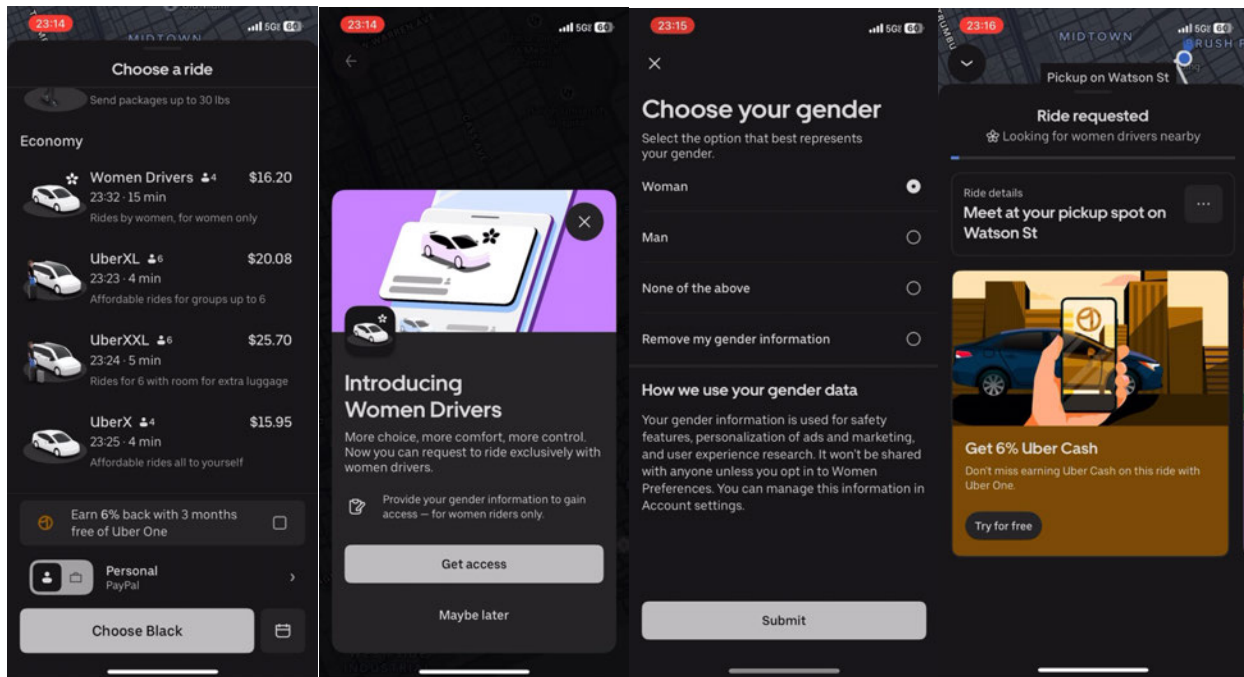 23:14
5GE 60
MIDTOWN
Choose a ride
Send packages up to 30 lbs
Economy
Women Drivers 4 $16.20
23:32 · 15 min
Rides by women, for women only
UberXL 6 $20.08
23:23 · 4 min
Affordable rides for groups up to 6
UberXXL 6 $25.70
23:24 · 5 min
Rides for 6 with room for extra luggage
UberX 4 $15.95
23:25 · 4 min
Affordable rides all to yourself
Earn 6% back with 3 months
free of Uber One
Personal
PayPal
Choose Black
23:14
5GE 60
Introducing
Women Drivers
More choice, more comfort, more control.
Now you can request to ride exclusively with
women drivers.
Provide your gender information to gain
access — for women riders only.
Get access
Maybe later
23:15
5GE 60
Choose your gender
Select the option that best represents
your gender.
Woman
Man
None of the above
Remove my gender information
How we use your gender data
Your gender information is used for safety
features, personalization of ads and marketing,
and user experience research. It won't be shared
with anyone unless you opt in to Women
Preferences. You can manage this information in
Account settings.
Submit
23:16
5GE 60
MIDTOWN
BRUSH
Pickup on Watson St
Ride requested
Looking for women drivers nearby
Ride details
Meet at your pickup spot on
Watson St
Get 6% Uber Cash
Don't miss earning Uber Cash on this ride with
Uber One.
Try for free